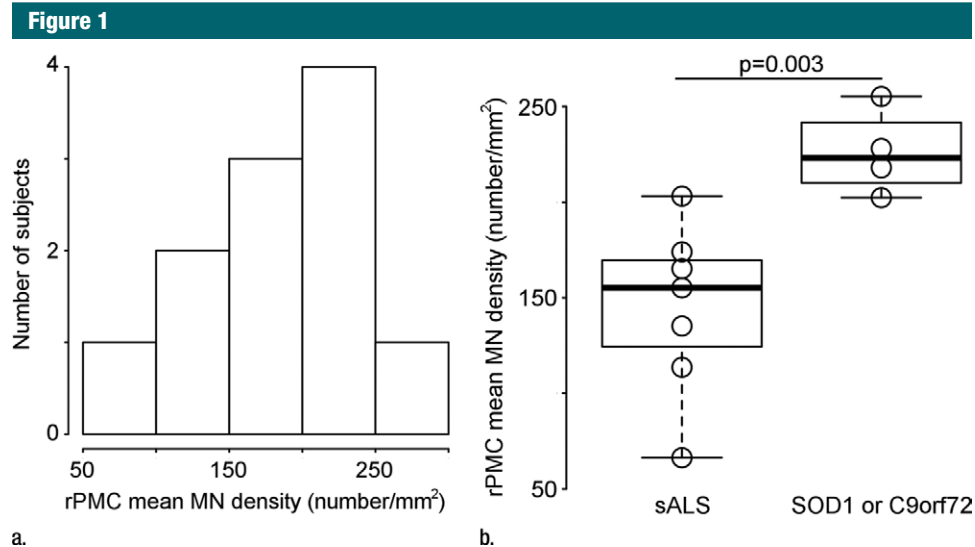 Figure 1
4
2
0
Number of subjects
50 150 250
rPMC mean MN density (number/mm²)
a.
p=0.003
250
150
50
rPMC mean MN density (number/mm²)
sALS SOD1 or C9orf72
b.